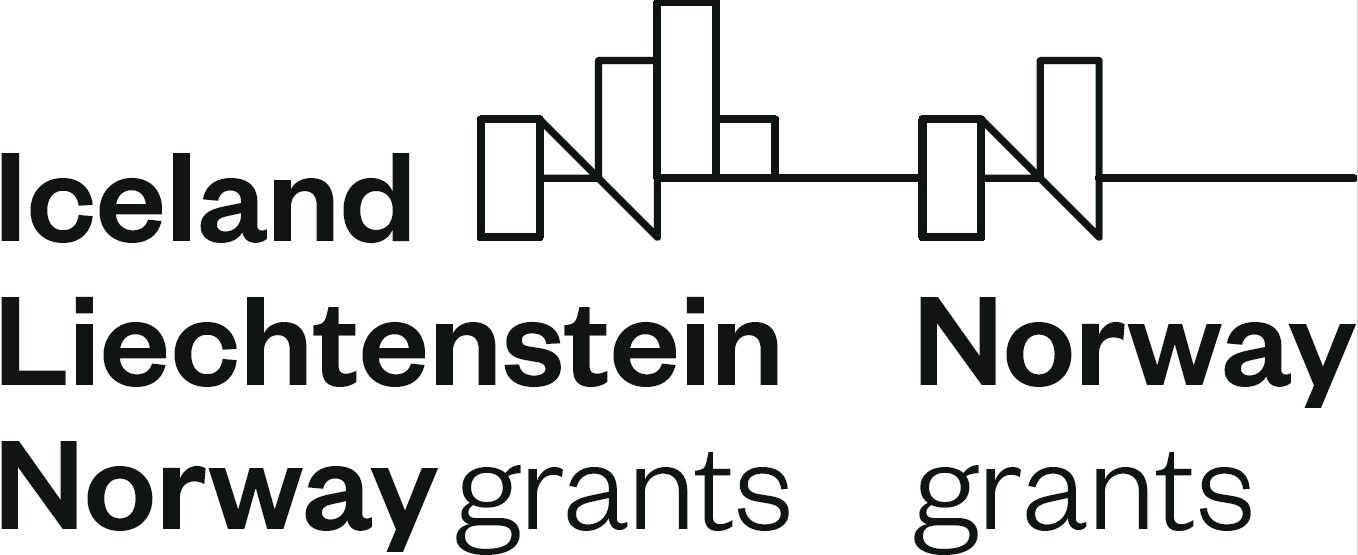 Iceland
Liechtenstein
Norway grants
Norway
grants